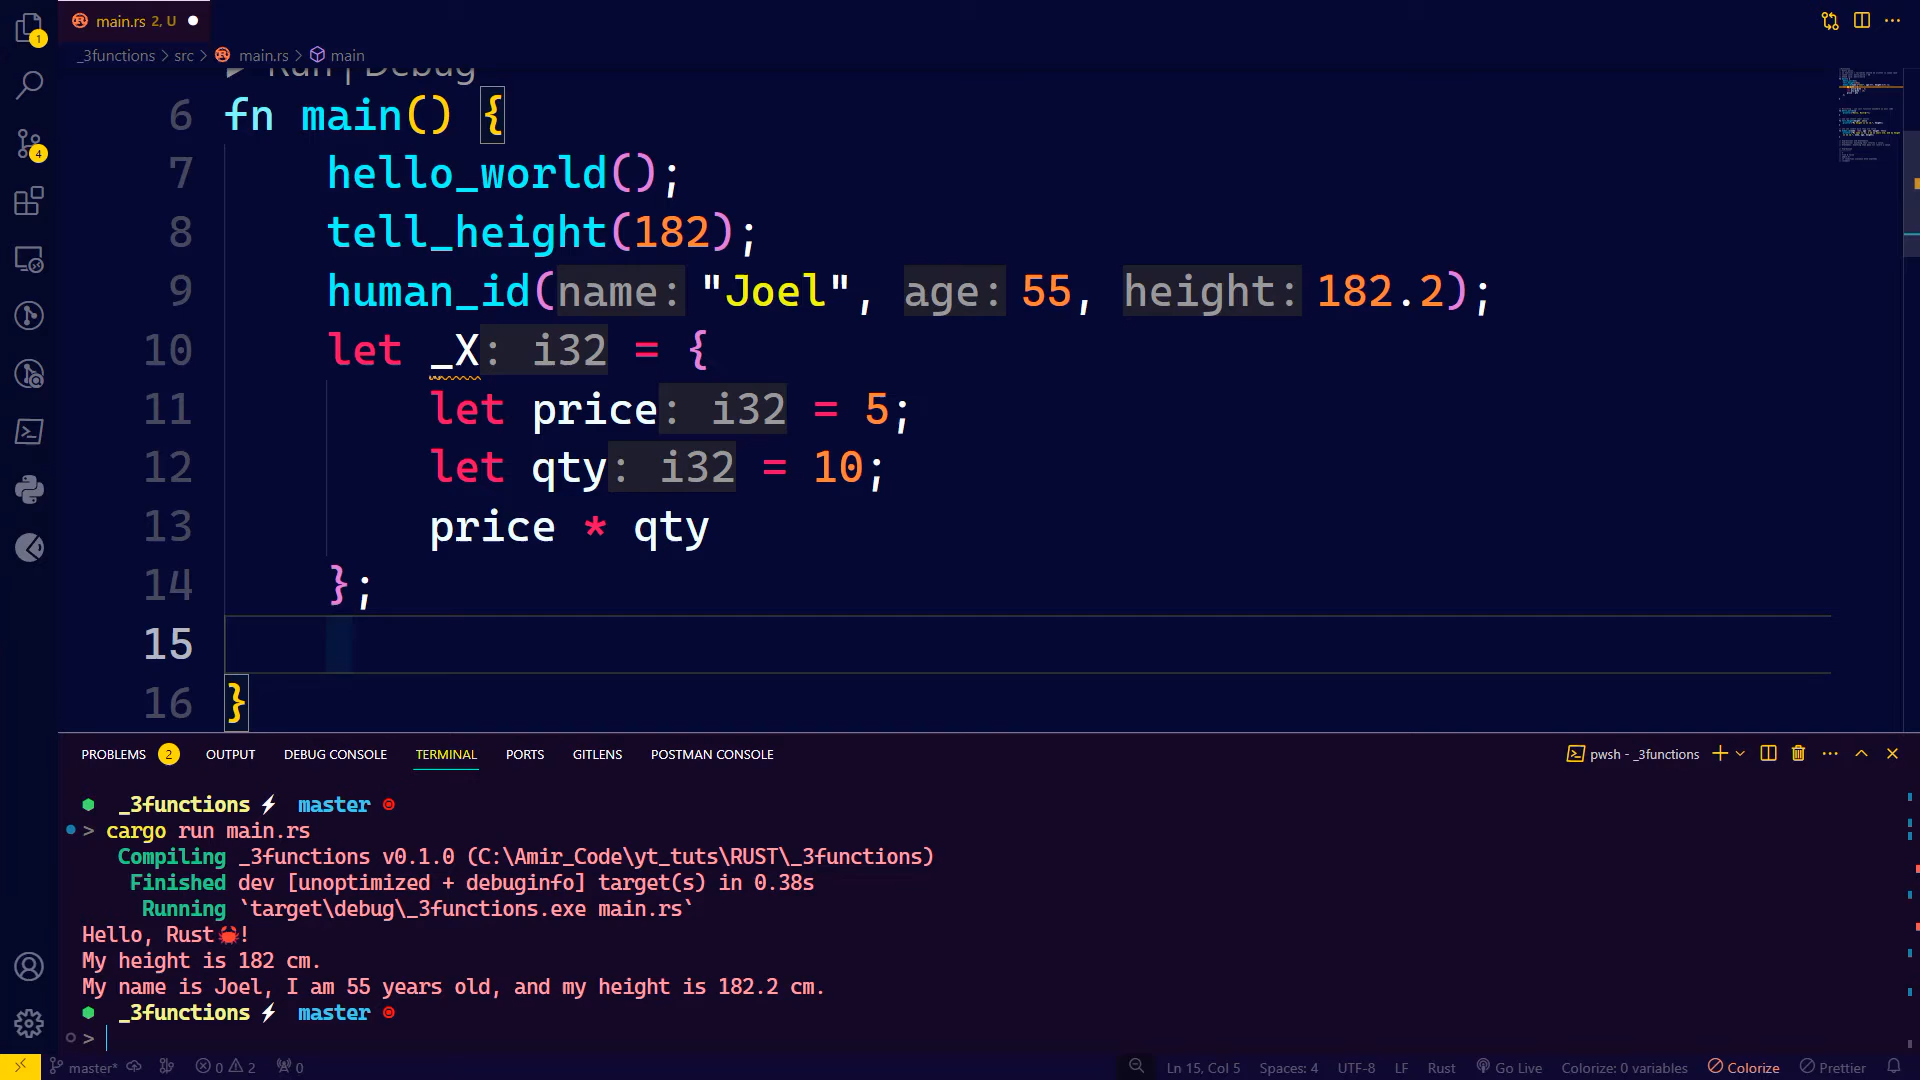 1
main.rs 2, U
_3functions > src > main.rs > main
Run | Debug
6 fn main() {
7 hello_world();
8 tell_height(182);
9 human_id(name: "Joel", age: 55, height: 182.2);
10 let _X: i32 = {
11 let price: i32 = 5;
12 let qty: i32 = 10;
13 price * qty
14 };
15
16 }
4
PROBLEMS 2 OUTPUT DEBUG CONSOLE TERMINAL PORTS GITLENS POSTMAN CONSOLE
pwsh - _3functions
_3functions ⚡ master
> cargo run main.rs
Compiling _3functions v0.1.0 (C:\Amir_Code\yt_tuts\RUST\_3functions)
Finished dev [unoptimized + debuginfo] target(s) in 0.38s
Running `target\debug\_3functions.exe main.rs`
Hello, Rust🦀!
My height is 182 cm.
My name is Joel, I am 55 years old, and my height is 182.2 cm.
_3functions ⚡ master
>
master* 0 2 0
Ln 15, Col 5 Spaces: 4 UTF-8 LF Rust Go Live Colorize: 0 variables Colorize Prettier